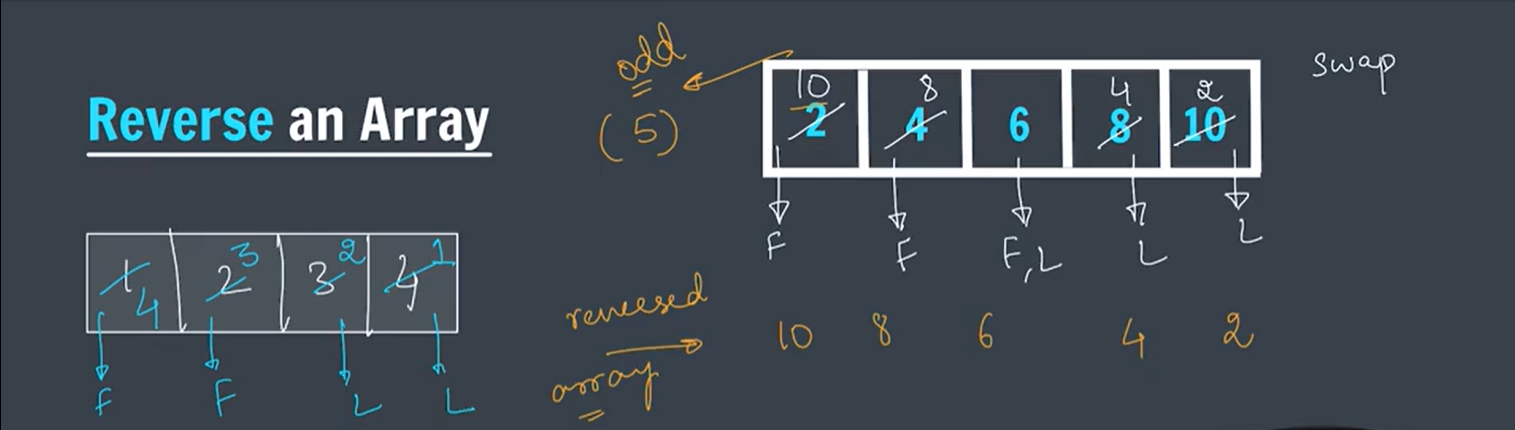 Reverse an Array
odd
(5)
10 8 4 2
2 4 6 8 10
swap
F F F,L L L
3 2 1
1 2 3 4
4
F F L L
reversed
array
10 8 6 4 2